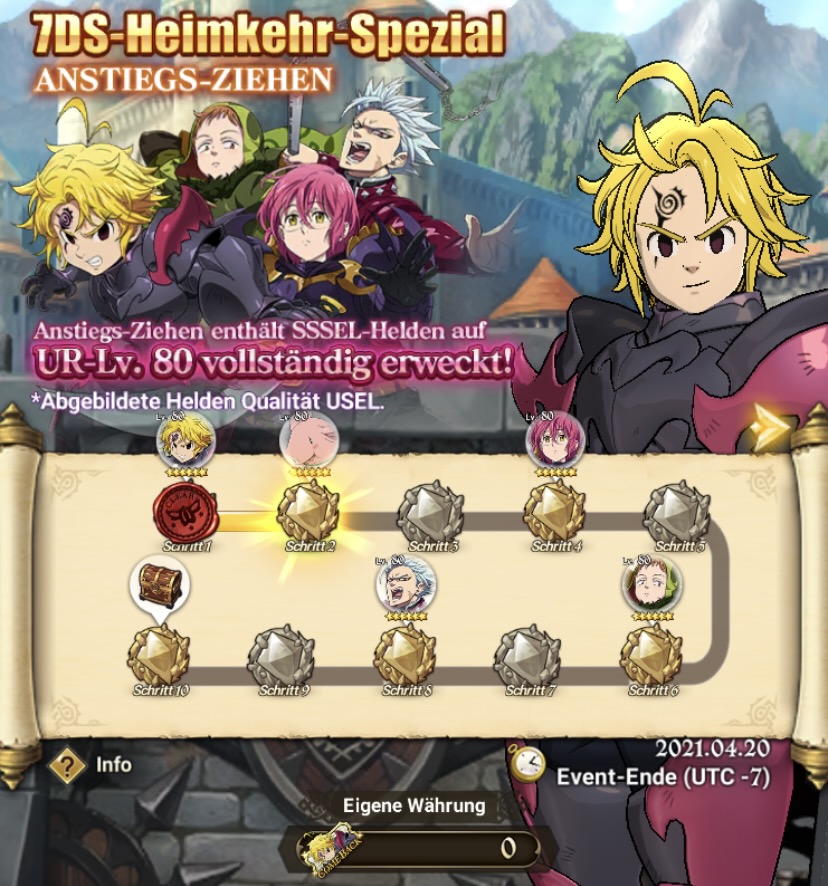 7DS-Heimkehr-Spezial
ANSTIEGS-ZIEHEN
Anstiegs-Ziehen enthält SSSEL-Helden auf
UR-Lv. 80 vollständig erweckt!
*Abgebildete Helden Qualität USEL.
Lv. 80
Lv. 80
Lv. 80
CLEAR
Schritt 1
Schritt 2
Schritt 3
Schritt 4
Schritt 5
Lv. 80
Lv. 80
Schritt 10
Schritt 9
Schritt 8
Schritt 7
Schritt 6
? Info
2021.04.20
Event-Ende (UTC -7)
Eigene Währung
COMEBACK
0